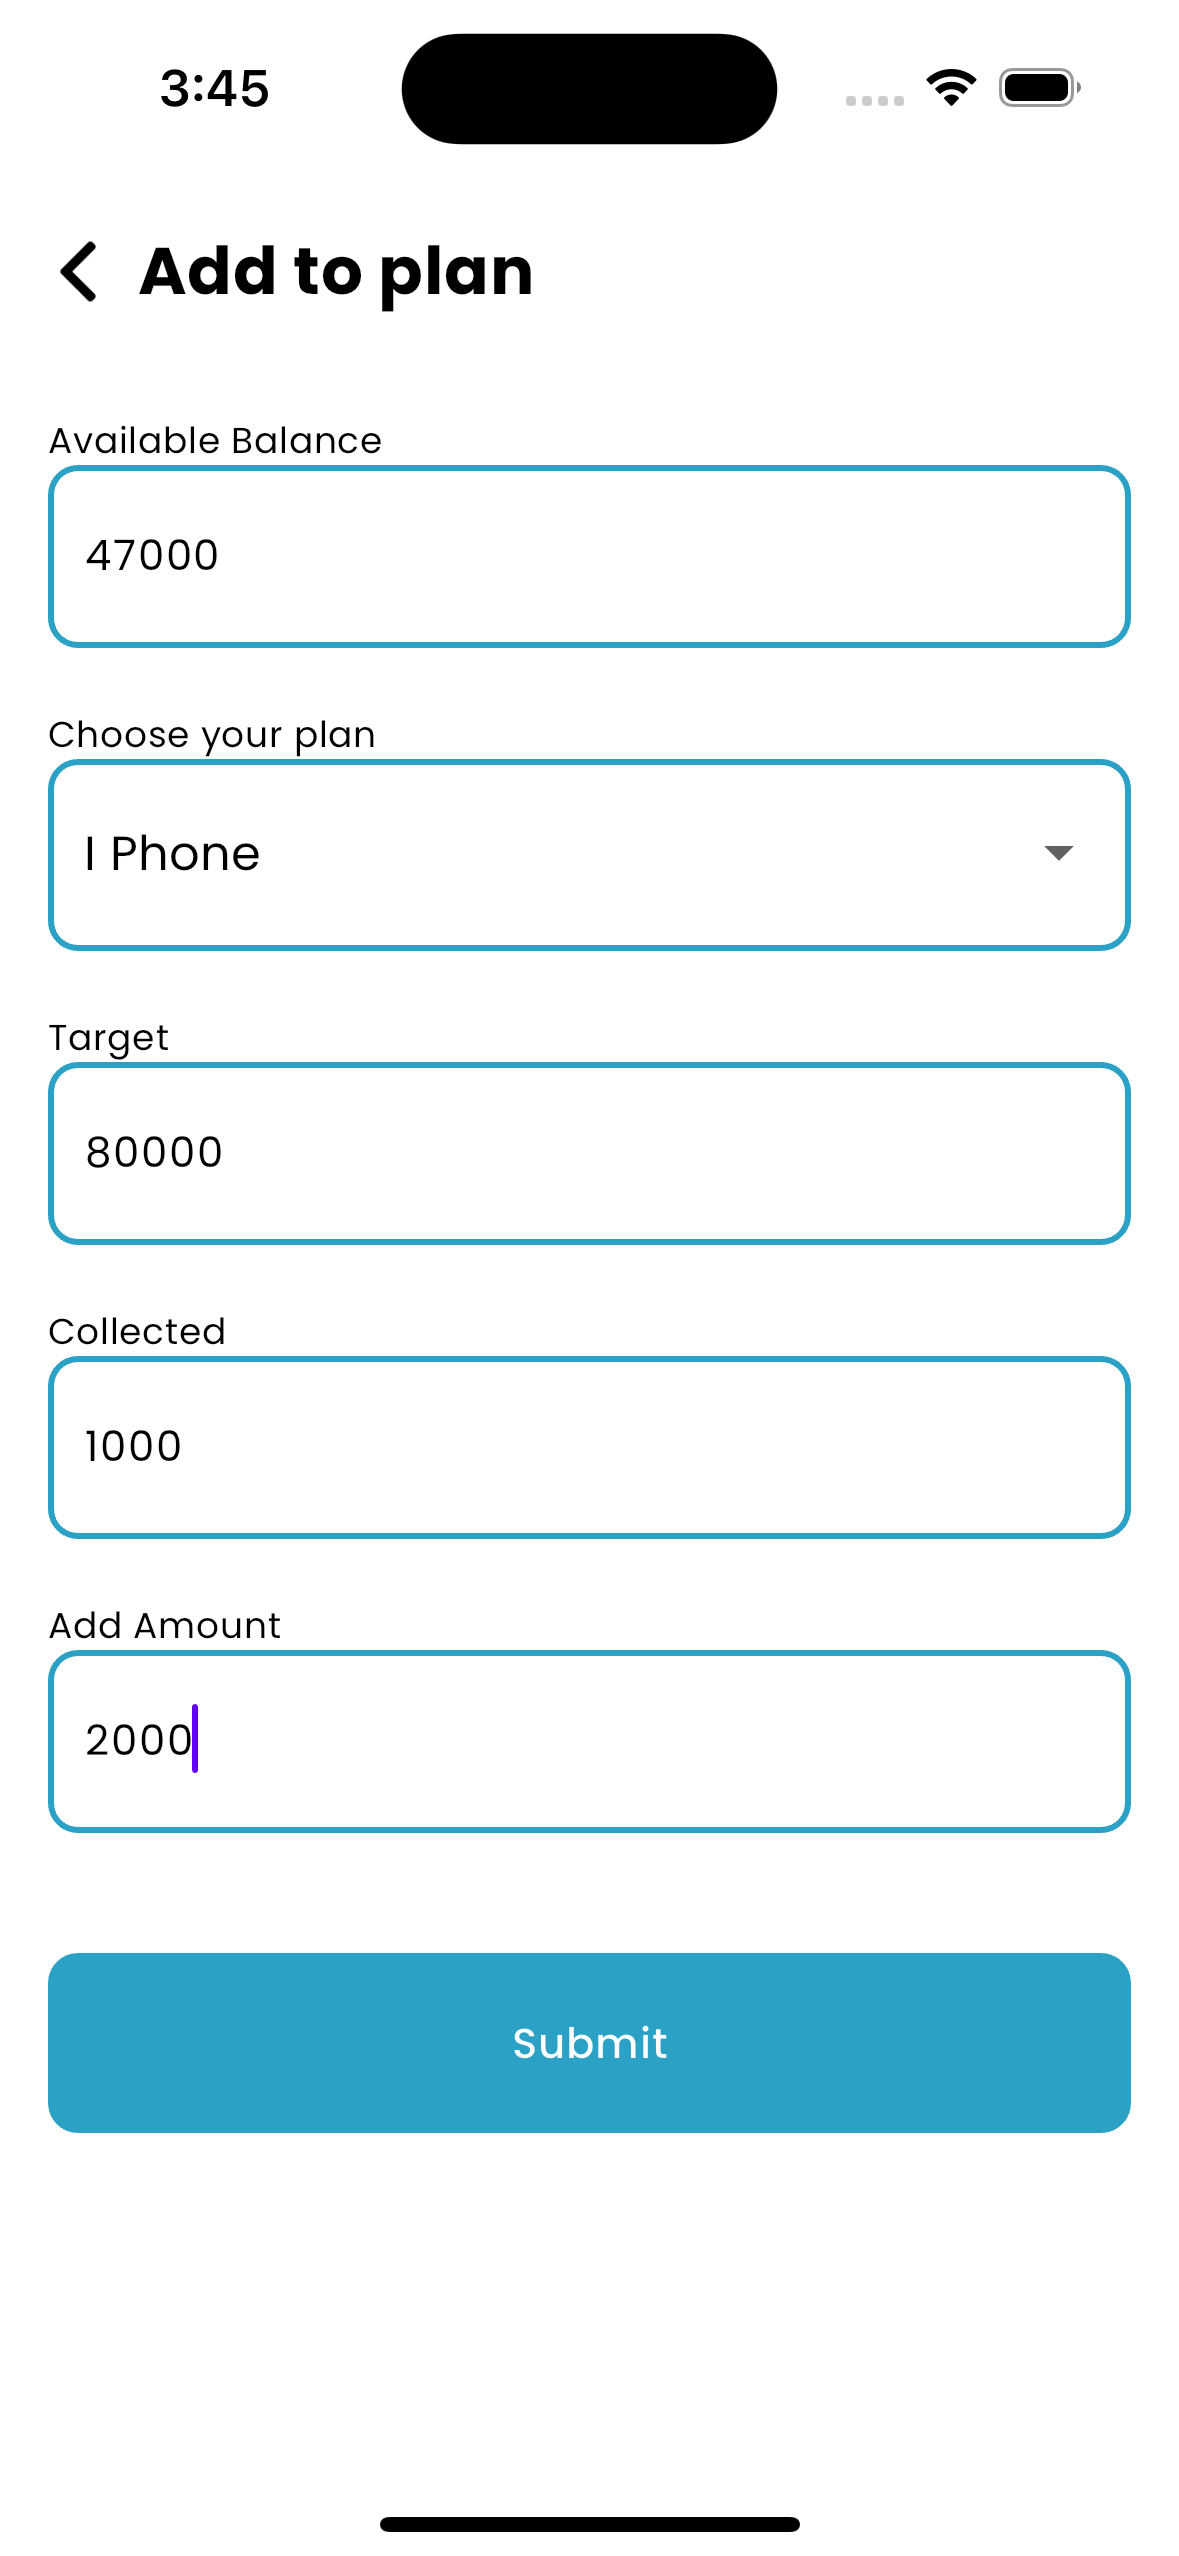 3:45
Add to plan
Available Balance
47000
Choose your plan
I Phone
Target
80000
Collected
1000
Add Amount
2000
Submit